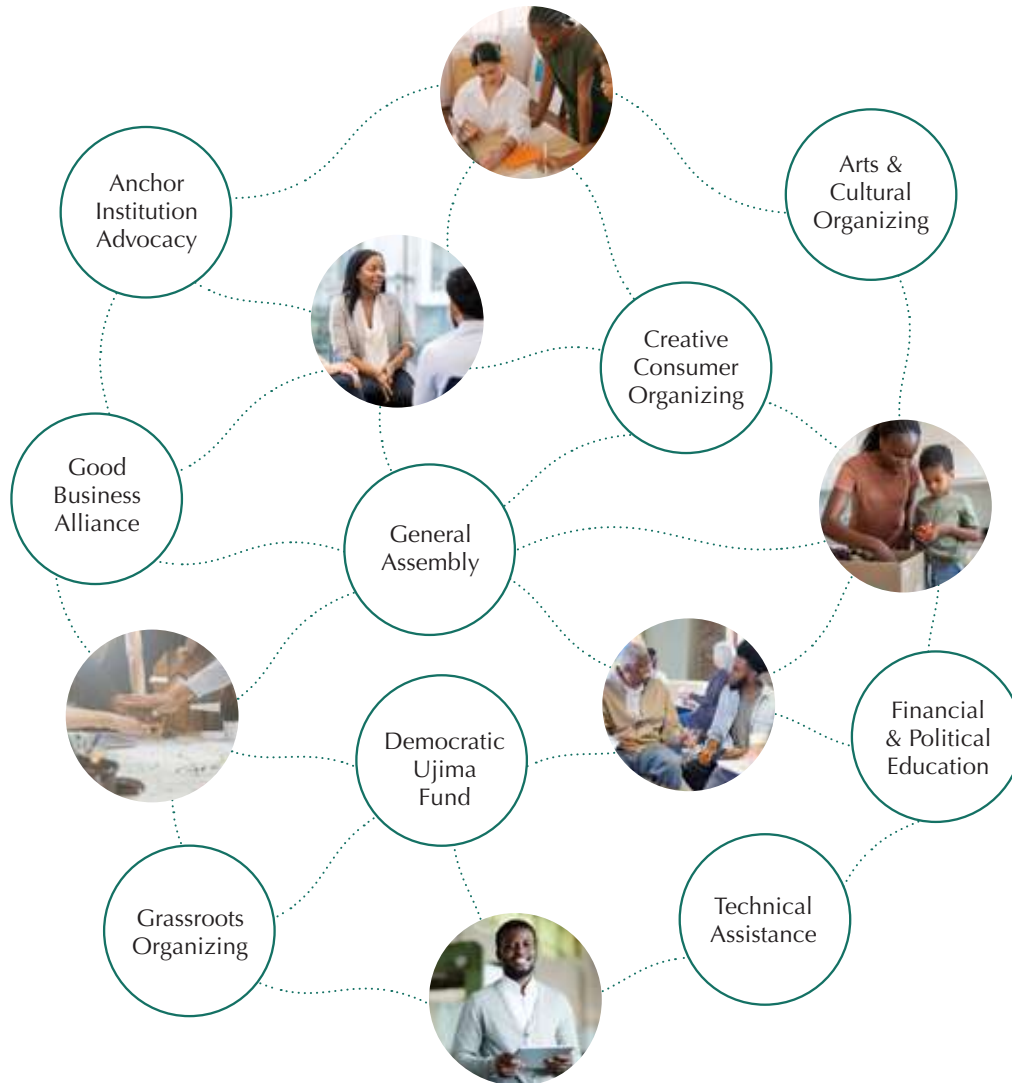 Anchor
Institution
Advocacy
Arts &
Cultural
Organizing
Creative
Consumer
Organizing
Good
Business
Alliance
General
Assembly
Democratic
Ujima
Fund
Financial
& Political
Education
Grassroots
Organizing
Technical
Assistance